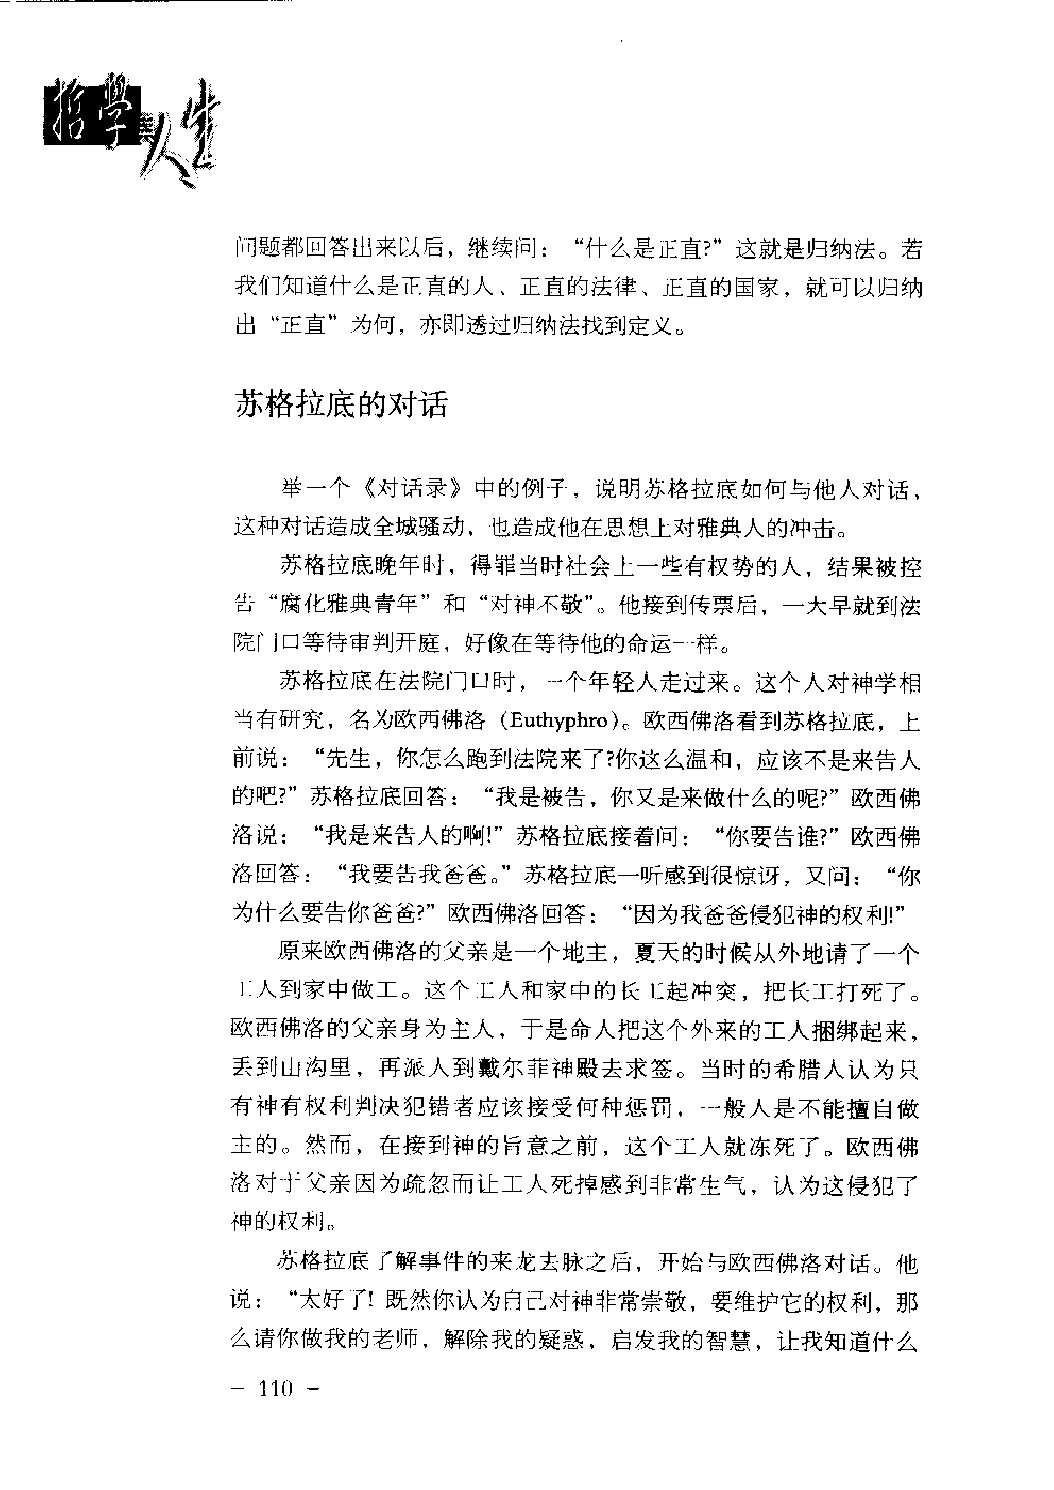 哲學與人生
问题都回答出来以后，继续问：“什么是正直?”这就是归纳法。若
我们知道什么是正直的人、正直的法律、正直的国家，就可以归纳
出“正直”为何，亦即透过归纳法找到定义。
苏格拉底的对话
举一个《对话录》中的例子，说明苏格拉底如何与他人对话，
这种对话造成全城骚动，也造成他在思想上对雅典人的冲击。
苏格拉底晚年时，得罪当时社会上一些有权势的人，结果被控
告“腐化雅典青年”和“对神不敬”。他接到传票后，一大早就到法
院门口等待审判开庭，好像在等待他的命运一样。
苏格拉底在法院门口时，一个年轻人走过来。这个人对神学相
当有研究，名为欧西佛洛（Euthyphro）。欧西佛洛看到苏格拉底，上
前说：“先生，你怎么跑到法院来了?你这么温和，应该不是来告人
的吧?”苏格拉底回答：“我是被告，你又是来做什么的呢?”欧西佛
洛说：“我是来告人的啊!”苏格拉底接着问：“你要告谁?”欧西佛
洛回答：“我要告我爸爸。”苏格拉底一听感到很惊讶，又问：“你
为什么要告你爸爸?”欧西佛洛回答：“因为我爸爸侵犯神的权利!”
原来欧西佛洛的父亲是一个地主，夏天的时候从外地请了一个
工人到家中做工。这个工人和家中的长工起冲突，把长工打死了。
欧西佛洛的父亲身为主人，于是命人把这个外来的工人捆绑起来，
丢到山沟里，再派人到戴尔菲神殿去求签。当时的希腊人认为只
有神有权利判决犯错者应该接受何种惩罚，一般人是不能擅自做
主的。然而，在接到神的旨意之前，这个工人就冻死了。欧西佛
洛对于父亲因为疏忽而让工人死掉感到非常生气，认为这侵犯了
神的权利。
苏格拉底了解事件的来龙去脉之后，开始与欧西佛洛对话。他
说：“太好了! 既然你认为自己对神非常崇敬，要维护它的权利，那
么请你做我的老师，解除我的疑惑，启发我的智慧，让我知道什么
- 110 -